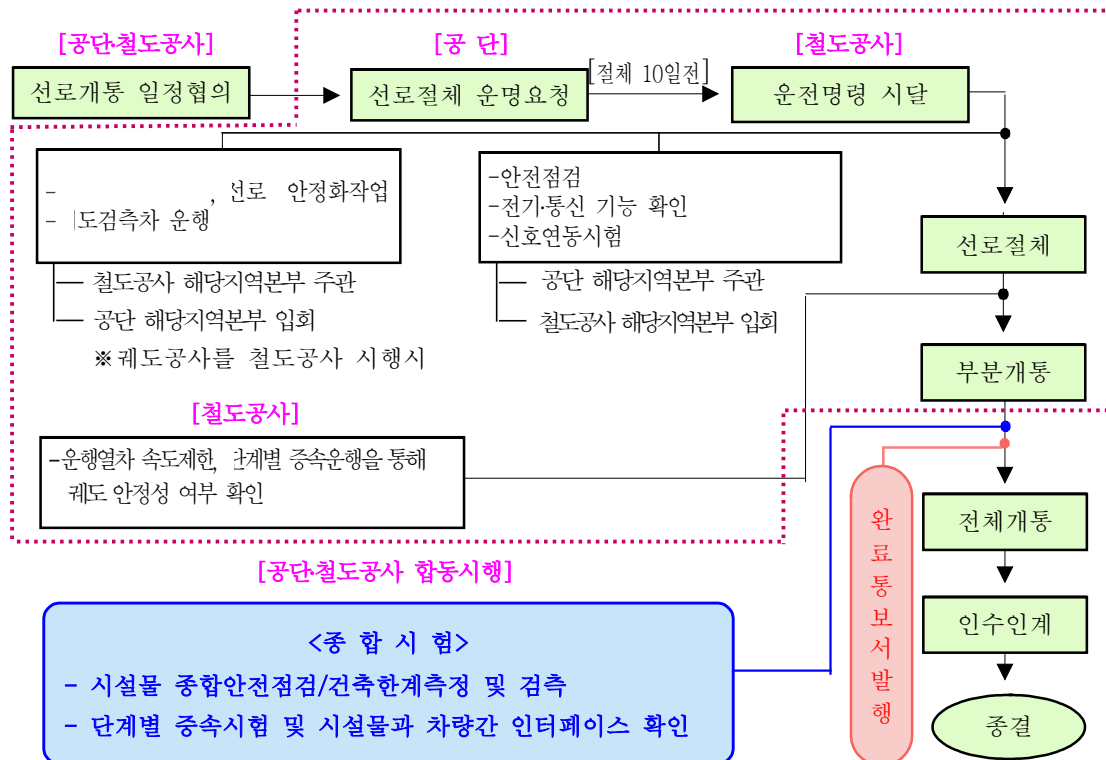 [공단·철도공사]
[공 단]
[철도공사]
선로개통 일정협의
선로절체 운명요청
[절체 10일전]
운전명령 시달
- , 선로 안정화작업
- 도검측차 운행
철도공사 해당지역본부 주관
공단 해당지역본부 입회
※궤도공사를 철도공사 시행시
-안전점검
-전기·통신 기능 확인
-신호연동시험
공단 해당지역본부 주관
철도공사 해당지역본부 입회
선로절체
부분개통
[철도공사]
-운행열차 속도제한, 단계별 증속운행을 통해
궤도 안정성 여부 확인
완료통보서발행
전체개통
인수인계
종결
[공단·철도공사 합동시행]
<종 합 시 험>
- 시설물 종합안전점검/건축한계측정 및 검측
- 단계별 증속시험 및 시설물과 차량간 인터페이스 확인